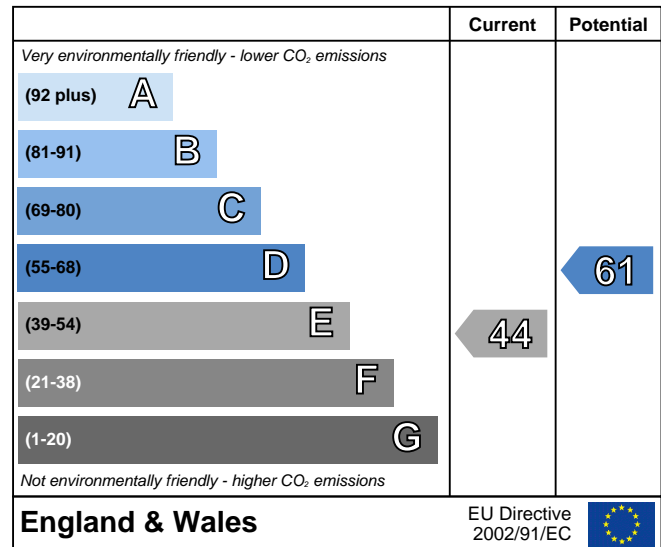 Current Potential
Very environmentally friendly - lower CO₂ emissions
(92 plus) A
(81-91) B
(69-80) C
(55-68) D
61
(39-54) E
44
(21-38) F
(1-20) G
Not environmentally friendly - higher CO₂ emissions
England & Wales
EU Directive
2002/91/EC